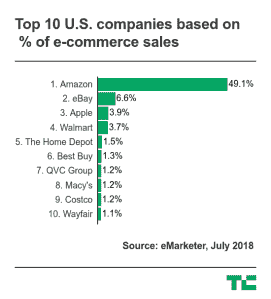 Top 10 U.S. companies based on
% of e-commerce sales
1. Amazon 49.1%
2. eBay 6.6%
3. Apple 3.9%
4. Walmart 3.7%
5. The Home Depot 1.5%
6. Best Buy 1.3%
7. QVC Group 1.2%
8. Macy's 1.2%
9. Costco 1.2%
10. Wayfair 1.1%
Source: eMarketer, July 2018
TC